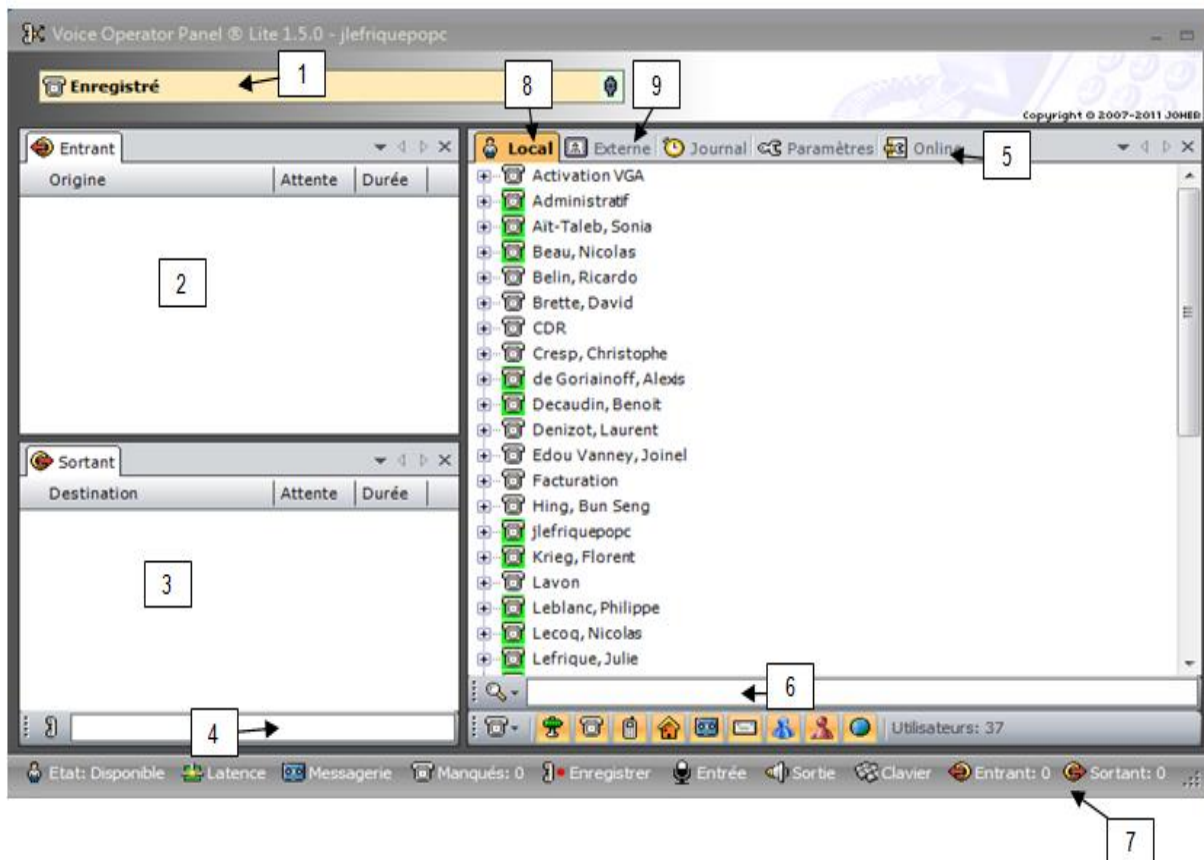 Voice Operator Panel ® Lite 1.5.0 - jlefriquepopc
Enregistré
1
8
9
Copyright © 2007-2011 JOHER
Entrant
Origine Attente Durée
2
Local Externe Journal Paramètres Online
5
Activation VGA
Administratif
Aït-Taleb, Sonia
Beau, Nicolas
Belin, Ricardo
Brette, David
CDR
Cresp, Christophe
de Goriainoff, Alexis
Decaudin, Benoit
Denizot, Laurent
Edou Vanney, Joinel
Facturation
Hing, Bun Seng
jlefriquepopc
Krieg, Florent
Lavon
Leblanc, Philippe
Lecoq, Nicolas
Lefrique, Julie
Sortant
Destination Attente Durée
3
4
6
Utilisateurs: 37
Etat: Disponible Latence Messagerie Manqués: 0 Enregistrer Entrée Sortie Clavier Entrant: 0 Sortant: 0
7